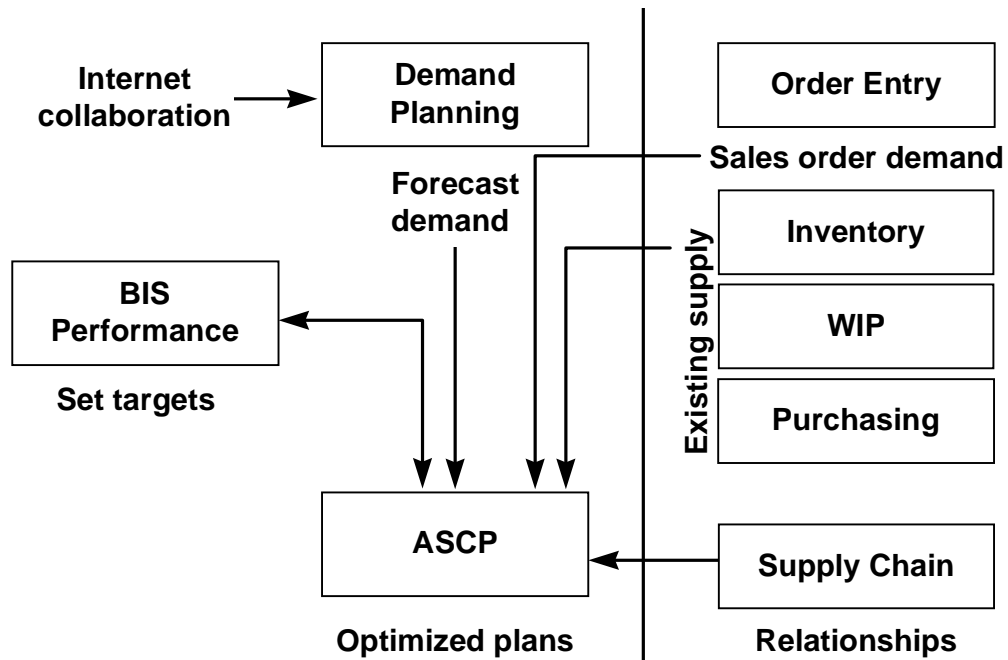 Internet
collaboration
Demand
Planning
Order Entry
Sales order demand
Forecast
demand
Existing supply
Inventory
WIP
Purchasing
BIS
Performance
Set targets
ASCP
Supply Chain
Optimized plans
Relationships